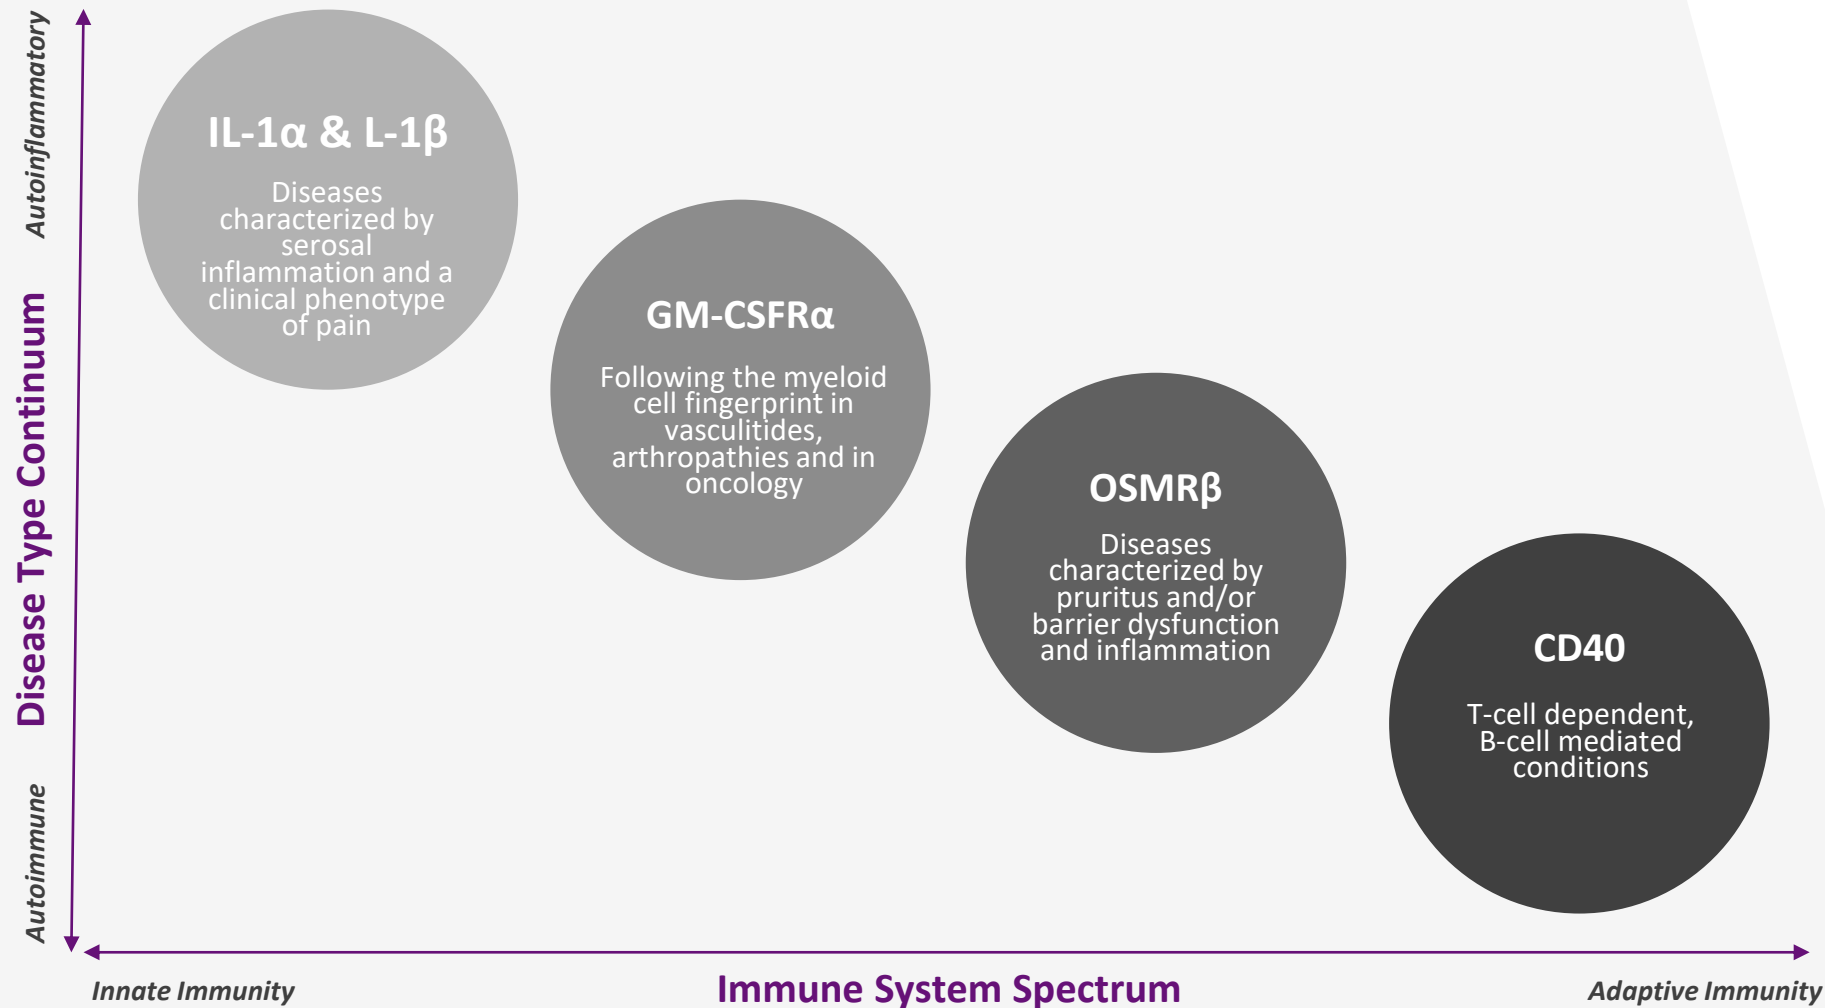 Autoinflammatory
Disease Type Continuum
Autoimmune
IL-1α & L-1β
Diseases
characterized by
serosal
inflammation and a
clinical phenotype
of pain
GM-CSFRα
Following the myeloid
cell fingerprint in
vasculitides,
arthropathies and in
oncology
OSMRβ
Diseases
characterized by
pruritus and/or
barrier dysfunction
and inflammation
CD40
T-cell dependent,
B-cell mediated
conditions
Innate Immunity
Immune System Spectrum
Adaptive Immunity